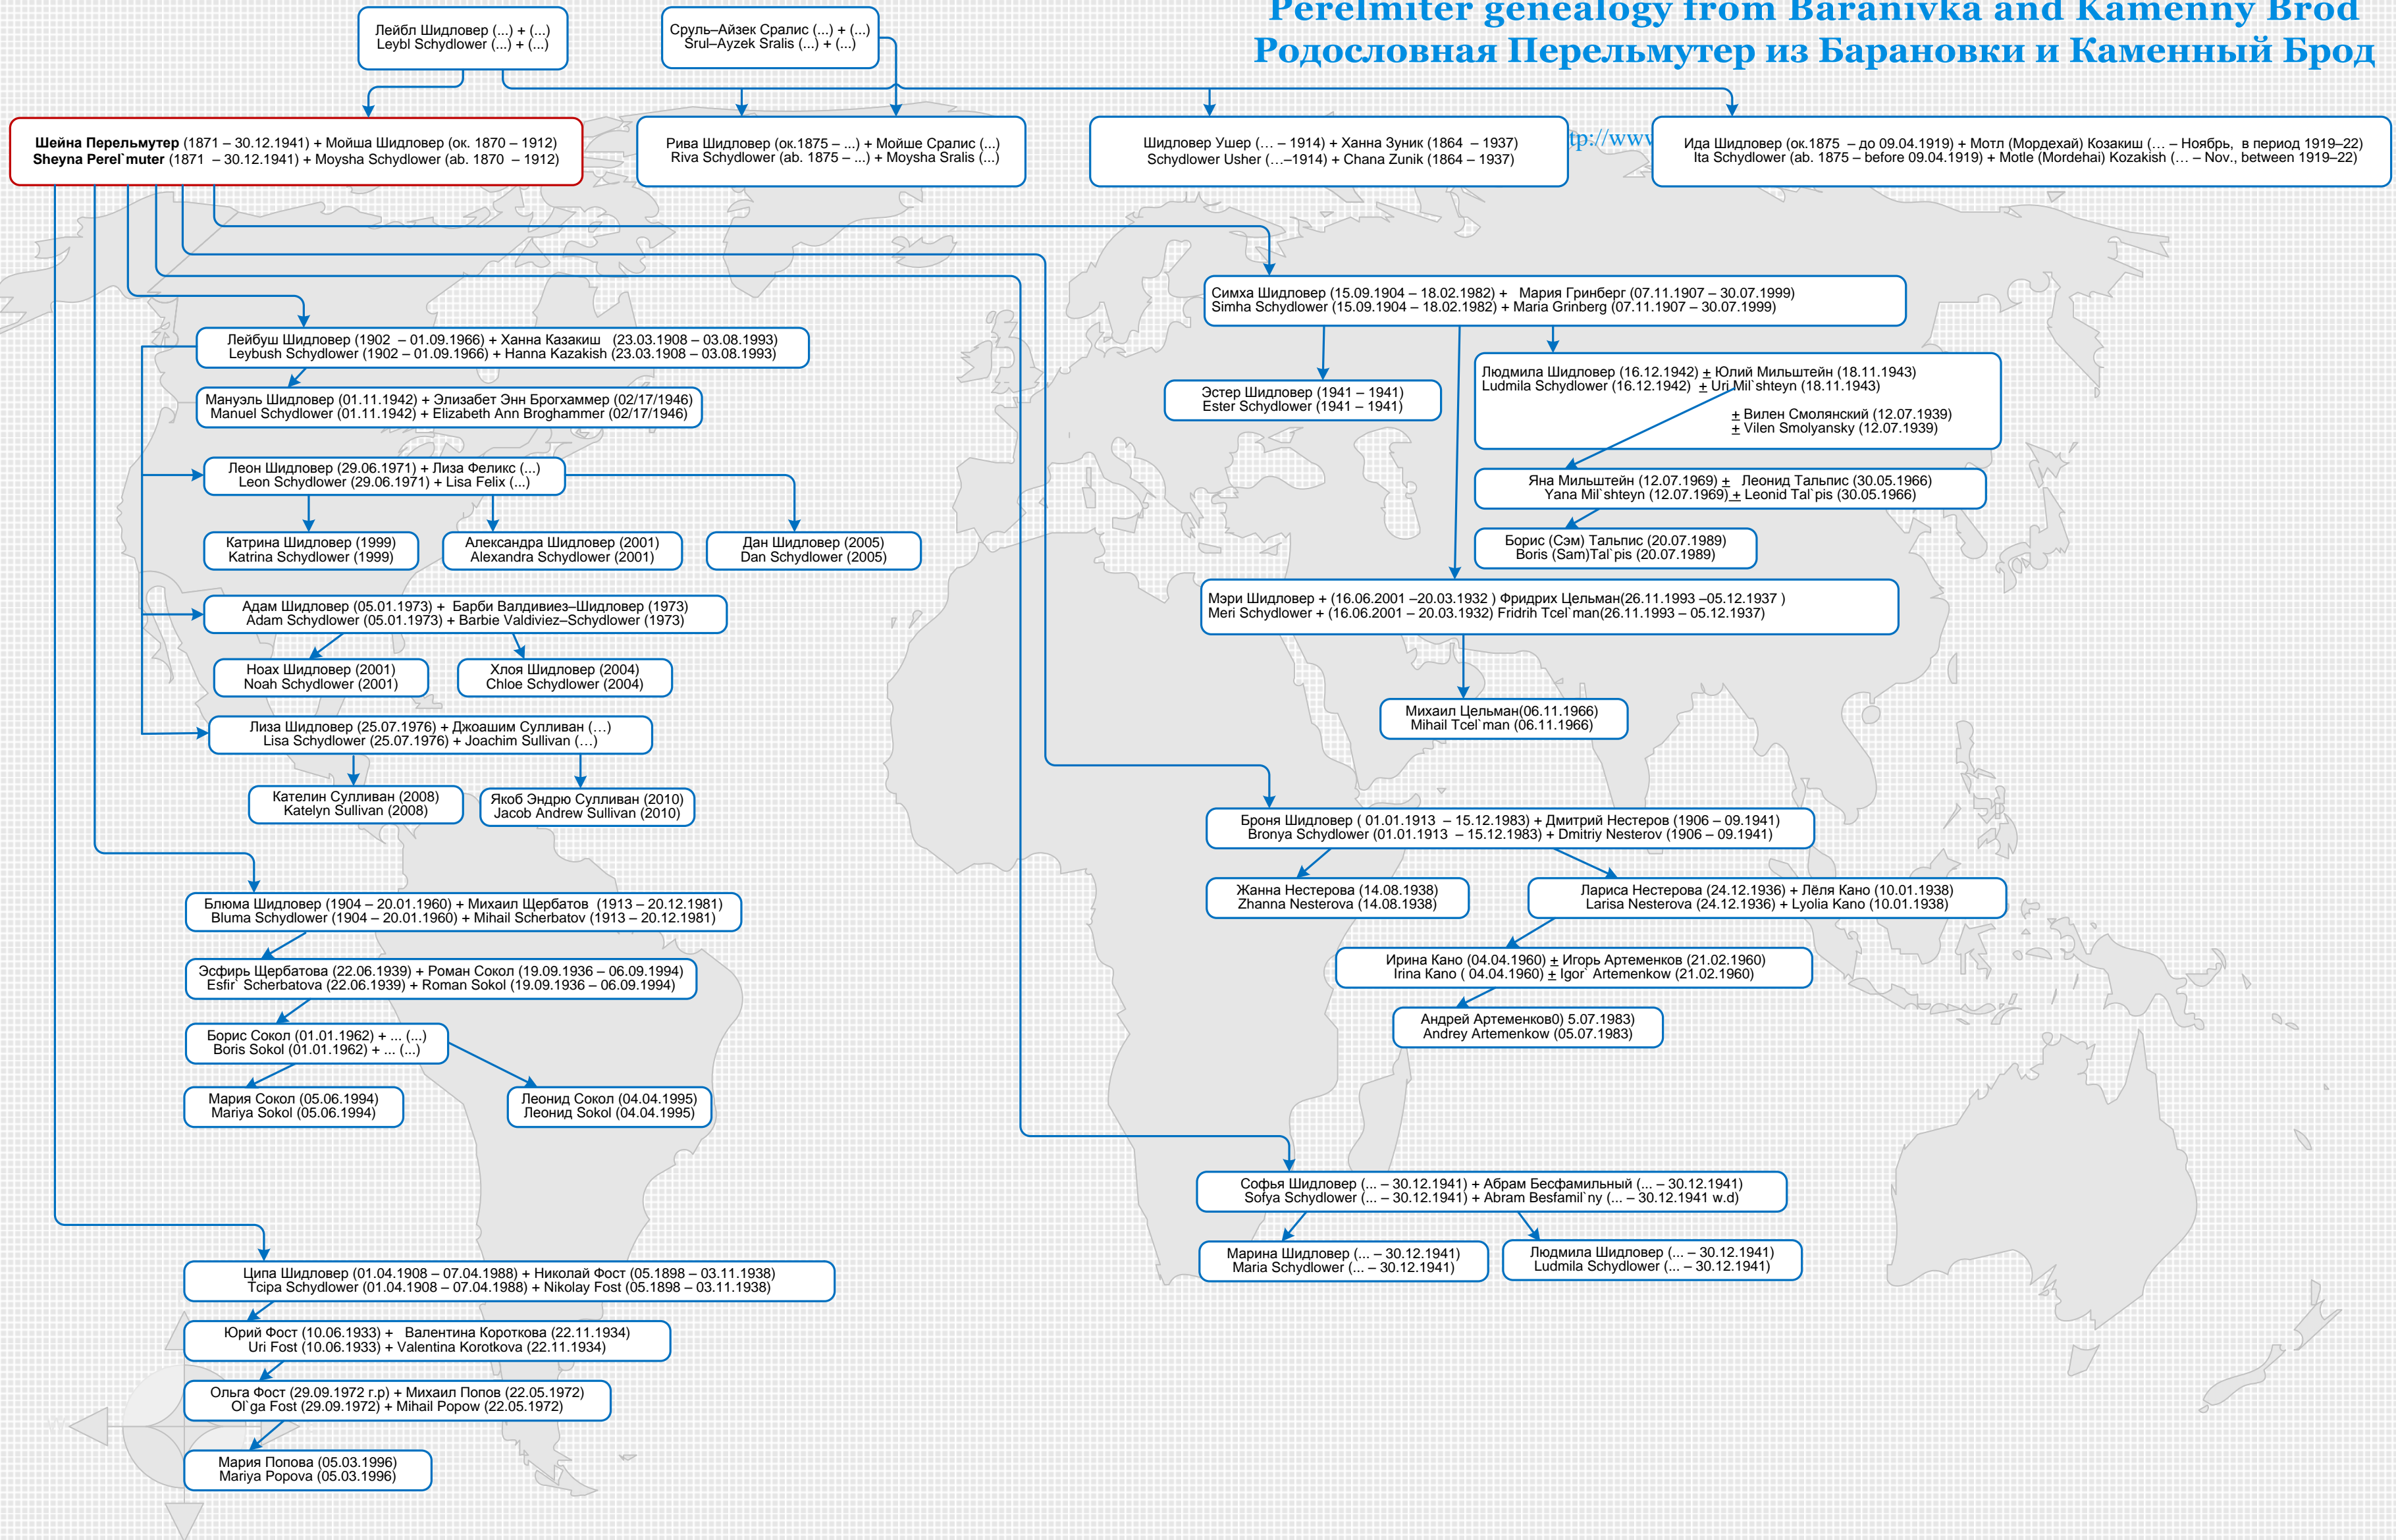 Perelmiter genealogy from Baranivka and Kamenny Brod
Родословная Перельмутер из Барановки и Каменный Брод
Лейбл Шидловер (...) + (...)
Leybl Schydlower (...) + (...)
Сруль–Айзек Сралис (...) + (...)
Srul–Ayzek Sralis (...) + (...)
Шейна Перельмутер (1871 – 30.12.1941) + Мойша Шидловер (ок. 1870 – 1912)
Sheyna Perel`muter (1871 – 30.12.1941) + Moysha Schydlower (ab. 1870 – 1912)
Рива Шидловер (ок.1875 – ...) + Мойше Сралис (...)
Riva Schydlower (ab. 1875 – ...) + Moysha Sralis (...)
Шидловер Ушер (… – 1914) + Ханна Зуник (1864 – 1937)
Schydlower Usher (…–1914) + Chana Zunik (1864 – 1937)
tp://www
Ида Шидловер (ок.1875 – до 09.04.1919) + Мотл (Мордехай) Козакиш (... – Ноябрь, в период 1919–22)
Ita Schydlower (ab. 1875 – before 09.04.1919) + Motle (Mordehai) Kozakish (… – Nov., between 1919–22)
Симха Шидловер (15.09.1904 – 18.02.1982) + Мария Гринберг (07.11.1907 – 30.07.1999)
Simha Schydlower (15.09.1904 – 18.02.1982) + Maria Grinberg (07.11.1907 – 30.07.1999)
Лейбуш Шидловер (1902 – 01.09.1966) + Ханна Казакиш (23.03.1908 – 03.08.1993)
Leybush Schydlower (1902 – 01.09.1966) + Hanna Kazakish (23.03.1908 – 03.08.1993)
Мануэль Шидловер (01.11.1942) + Элизабет Энн Брогхаммер (02/17/1946)
Manuel Schydlower (01.11.1942) + Elizabeth Ann Broghammer (02/17/1946)
Эстер Шидловер (1941 – 1941)
Ester Schydlower (1941 – 1941)
Людмила Шидловер (16.12.1942) ± Юлий Мильштейн (18.11.1943)
Ludmila Schydlower (16.12.1942) ± Uri Mil`shteyn (18.11.1943)
± Вилен Смолянский (12.07.1939)
± Vilen Smolyansky (12.07.1939)
Леон Шидловер (29.06.1971) + Лиза Феликс (...)
Leon Schydlower (29.06.1971) + Lisa Felix (...)
Яна Мильштейн (12.07.1969) ± Леонид Тальпис (30.05.1966)
Yana Mil`shteyn (12.07.1969) ± Leonid Tal`pis (30.05.1966)
Катрина Шидловер (1999)
Katrina Schydlower (1999)
Александра Шидловер (2001)
Alexandra Schydlower (2001)
Дан Шидловер (2005)
Dan Schydlower (2005)
Борис (Сэм) Тальпис (20.07.1989)
Boris (Sam)Tal`pis (20.07.1989)
Адам Шидловер (05.01.1973) + Барби Валдивиез–Шидловер (1973)
Adam Schydlower (05.01.1973) + Barbie Valdiviez–Schydlower (1973)
Мэри Шидловер + (16.06.2001 –20.03.1932 ) Фридрих Цельман(26.11.1993 –05.12.1937 )
Meri Schydlower + (16.06.2001 – 20.03.1932) Fridrih Tcel`man(26.11.1993 – 05.12.1937)
Ноах Шидловер (2001)
Noah Schydlower (2001)
Хлоя Шидловер (2004)
Chloe Schydlower (2004)
Михаил Цельман(06.11.1966)
Mihail Tcel`man (06.11.1966)
Лиза Шидловер (25.07.1976) + Джоашим Сулливан (…)
Lisa Schydlower (25.07.1976) + Joachim Sullivan (…)
Кателин Сулливан (2008)
Katelyn Sullivan (2008)
Якоб Эндрю Сулливан (2010)
Jacob Andrew Sullivan (2010)
Броня Шидловер ( 01.01.1913 – 15.12.1983) + Дмитрий Нестеров (1906 – 09.1941)
Bronya Schydlower (01.01.1913 – 15.12.1983) + Dmitriy Nesterov (1906 – 09.1941)
Жанна Нестерова (14.08.1938)
Zhanna Nesterova (14.08.1938)
Лариса Нестерова (24.12.1936) + Лёля Кано (10.01.1938)
Larisa Nesterova (24.12.1936) + Lyolia Kano (10.01.1938)
Блюма Шидловер (1904 – 20.01.1960) + Михаил Щербатов (1913 – 20.12.1981)
Bluma Schydlower (1904 – 20.01.1960) + Mihail Scherbatov (1913 – 20.12.1981)
Ирина Кано (04.04.1960) ± Игорь Артеменков (21.02.1960)
Irina Kano ( 04.04.1960) ± Igor` Artemenkow (21.02.1960)
Эсфирь Щербатова (22.06.1939) + Роман Сокол (19.09.1936 – 06.09.1994)
Esfir` Scherbatova (22.06.1939) + Roman Sokol (19.09.1936 – 06.09.1994)
Андрей Артеменков0) 5.07.1983)
Andrey Artemenkow (05.07.1983)
Борис Сокол (01.01.1962) + ... (...)
Boris Sokol (01.01.1962) + ... (...)
Мария Сокол (05.06.1994)
Mariya Sokol (05.06.1994)
Леонид Сокол (04.04.1995)
Леонид Sokol (04.04.1995)
Софья Шидловер (... – 30.12.1941) + Абрам Бесфамильный (... – 30.12.1941)
Sofya Schydlower (... – 30.12.1941) + Abram Besfamil`ny (... – 30.12.1941 w.d)
Марина Шидловер (... – 30.12.1941)
Maria Schydlower (... – 30.12.1941)
Людмила Шидловер (... – 30.12.1941)
Ludmila Schydlower (... – 30.12.1941)
Ципа Шидловер (01.04.1908 – 07.04.1988) + Николай Фост (05.1898 – 03.11.1938)
Tcipa Schydlower (01.04.1908 – 07.04.1988) + Nikolay Fost (05.1898 – 03.11.1938)
Юрий Фост (10.06.1933) + Валентина Короткова (22.11.1934)
Uri Fost (10.06.1933) + Valentina Korotkova (22.11.1934)
Ольга Фост (29.09.1972 г.р) + Михаил Попов (22.05.1972)
Ol`ga Fost (29.09.1972) + Mihail Popow (22.05.1972)
Мария Попова (05.03.1996)
Mariya Popova (05.03.1996)